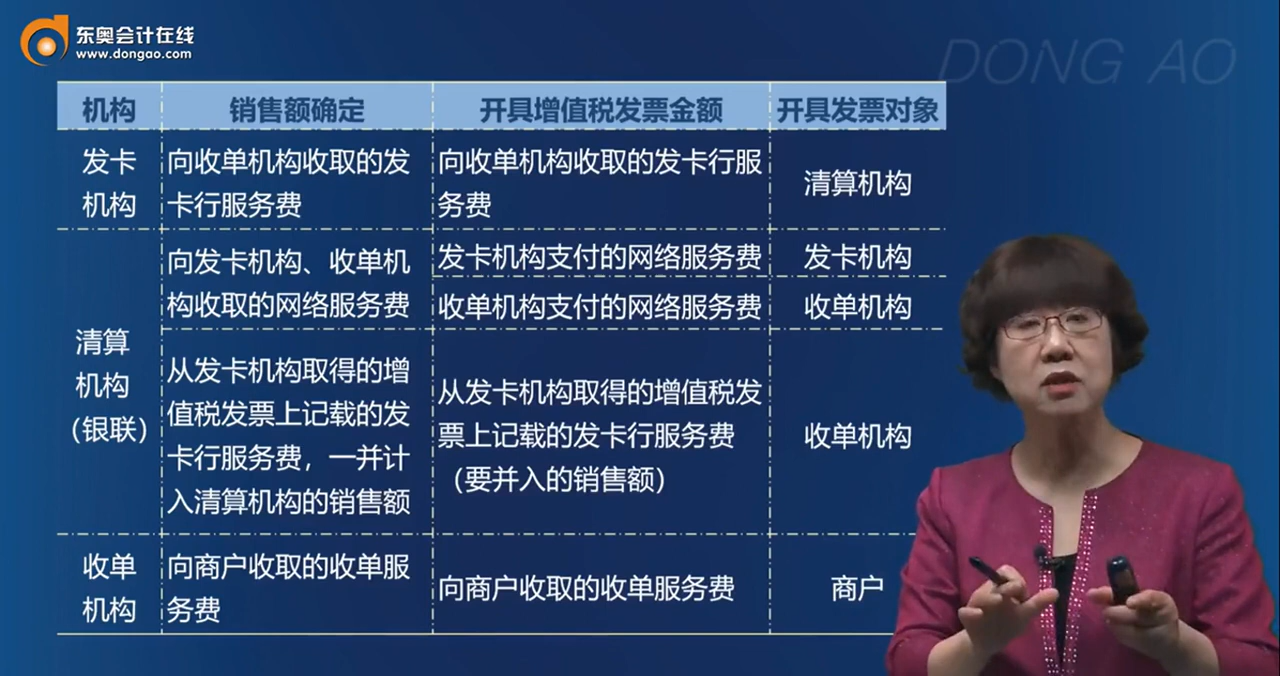 东奥会计在线
www.dongao.com
DONG AO
机构 销售额确定 开具增值税发票金额 开具发票对象
发卡
机构
向收单机构收取的发
卡行服务费
向收单机构收取的发卡行服
务费
清算机构
清算
机构
(银联)
向发卡机构、收单机
构收取的网络服务费
发卡机构支付的网络服务费
发卡机构
收单机构支付的网络服务费
收单机构
从发卡机构取得的增
值税发票上记载的发
卡行服务费，一并计
入清算机构的销售额
从发卡机构取得的增值税发
票上记载的发卡行服务费
（要并入的销售额）
收单机构
收单
机构
向商户收取的收单服
务费
向商户收取的收单服务费
商户